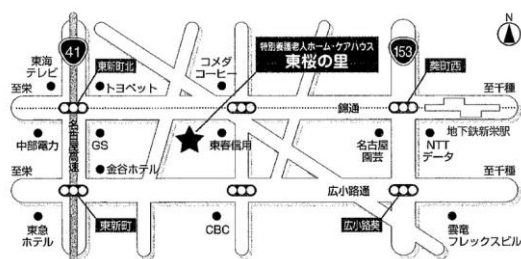 41
153
N
東海
テレビ
東新町北
トヨペット
コメダ
コーヒー
特別養護老人ホーム・ケアハウス
東桜の里
葵町西
至栄
錦通
至千種
地下鉄新栄駅
中部電力
名古屋高速
GS
金谷ホテル
東春信用
名古屋
園芸
NTT
データ
至栄
広小路通
至千種
東急
ホテル
東新町
CBC
広小路葵
雲竜
フレックスビル